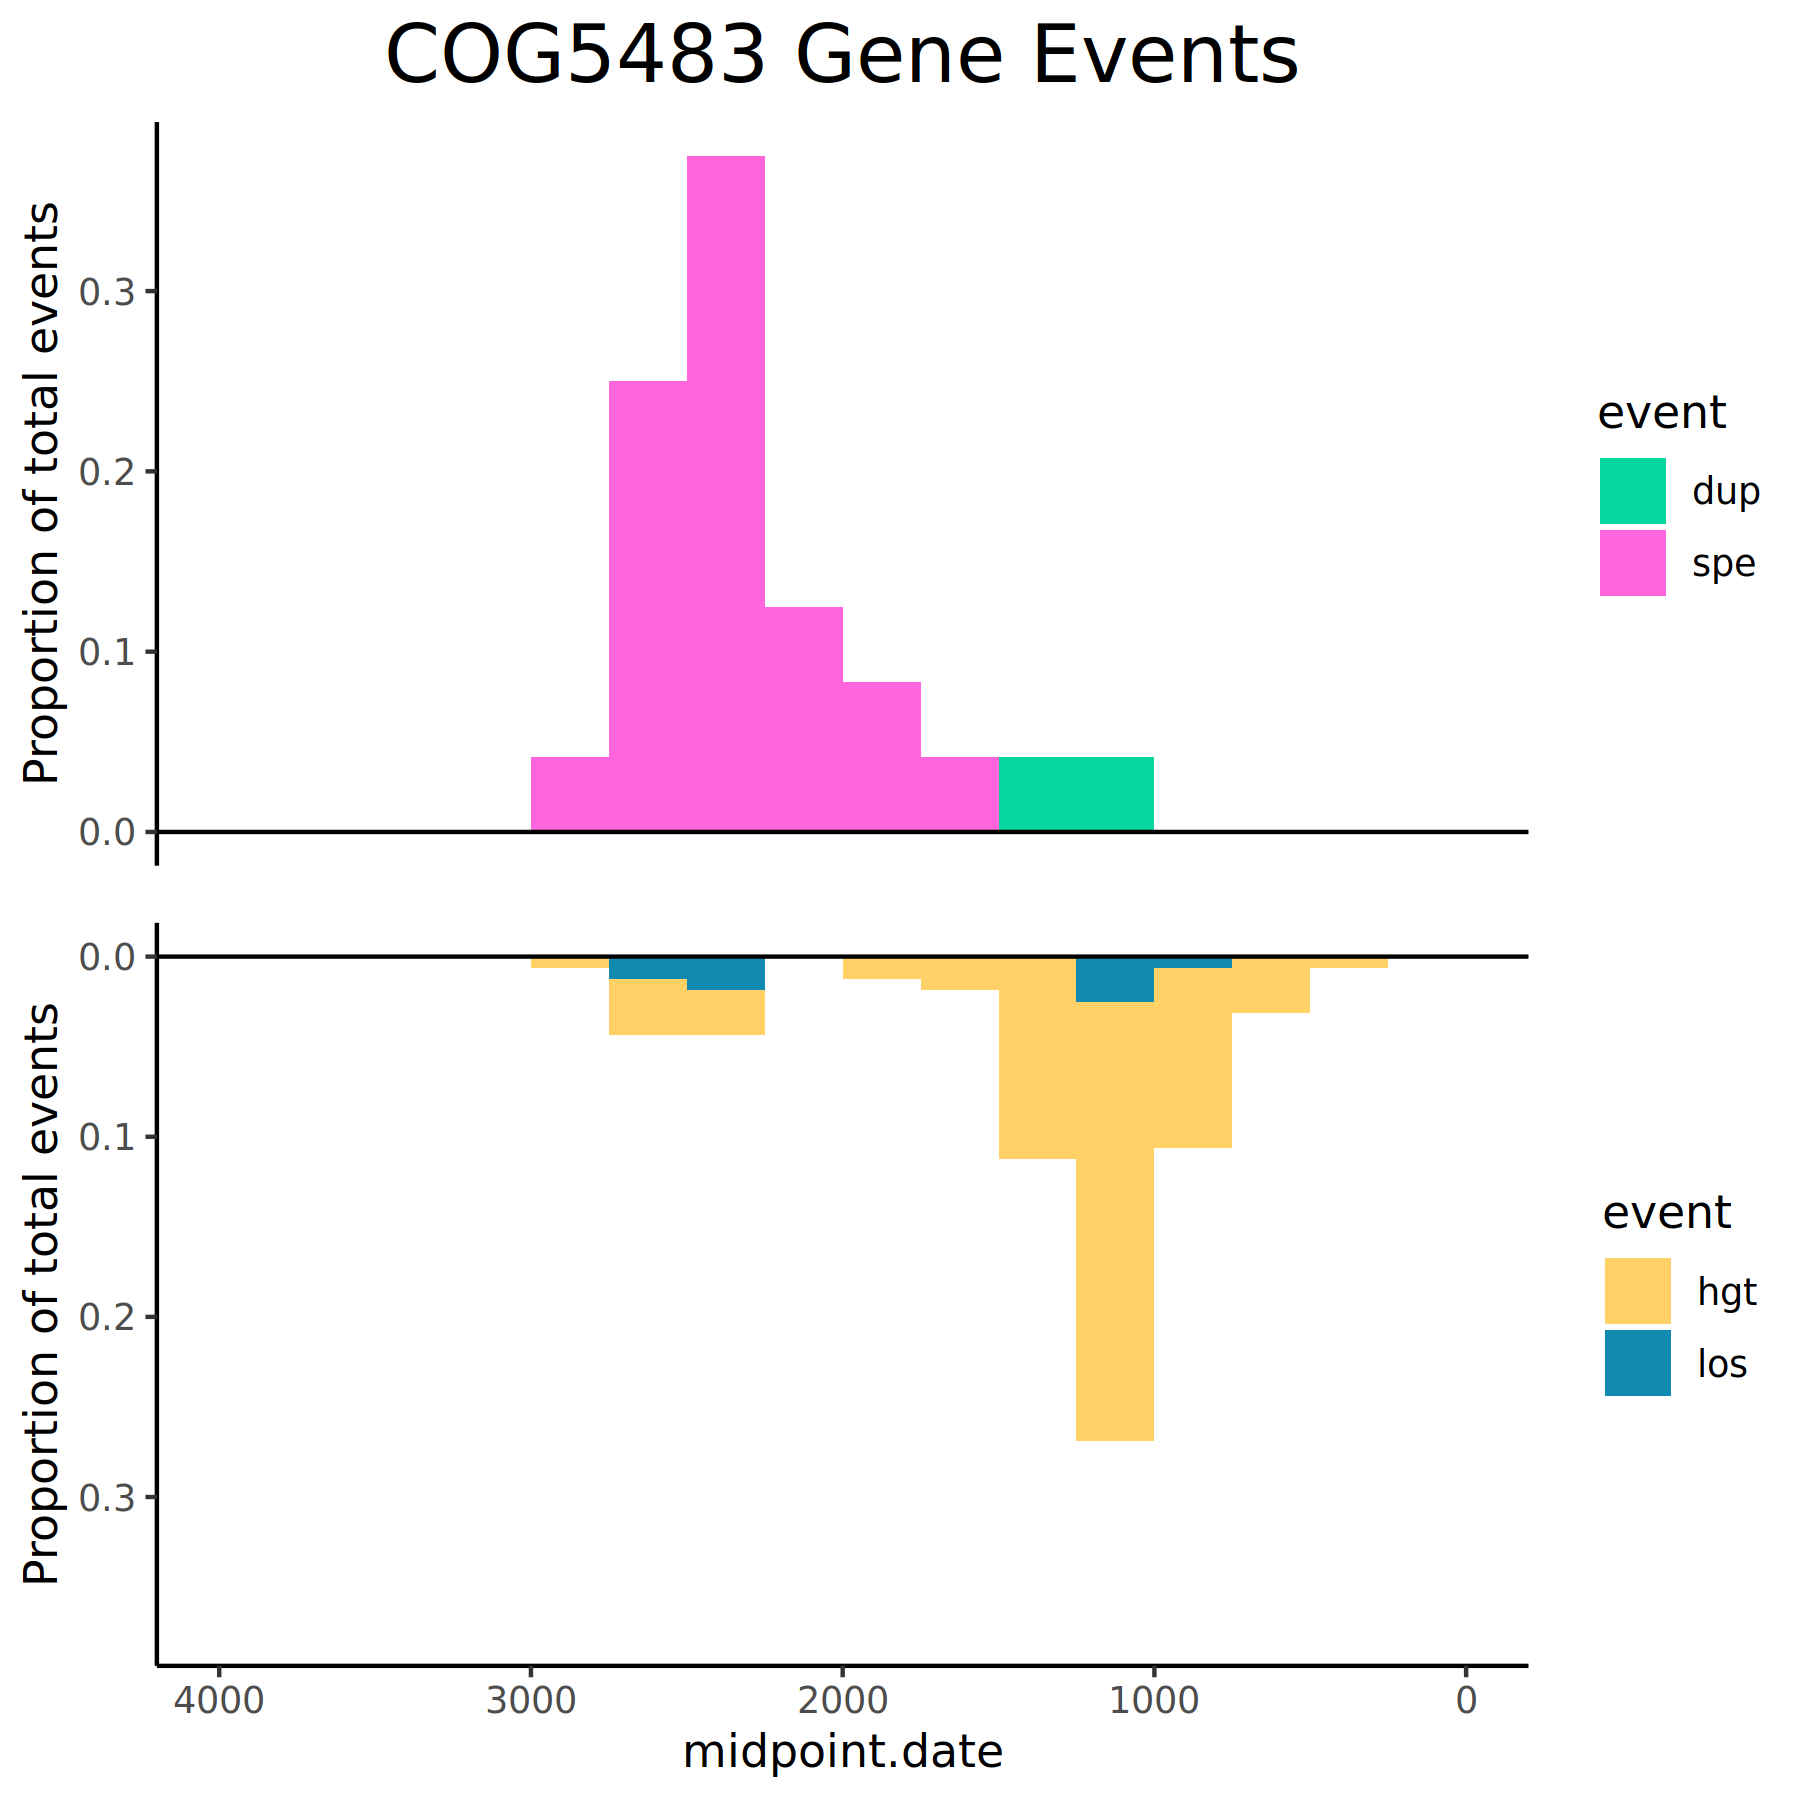 COG5483 Gene Events
Proportion of total events
0.3
0.2
0.1
0.0
event
dup
spe
Proportion of total events
0.0
0.1
0.2
0.3
event
hgt
los
4000 3000 2000 1000 0
midpoint.date